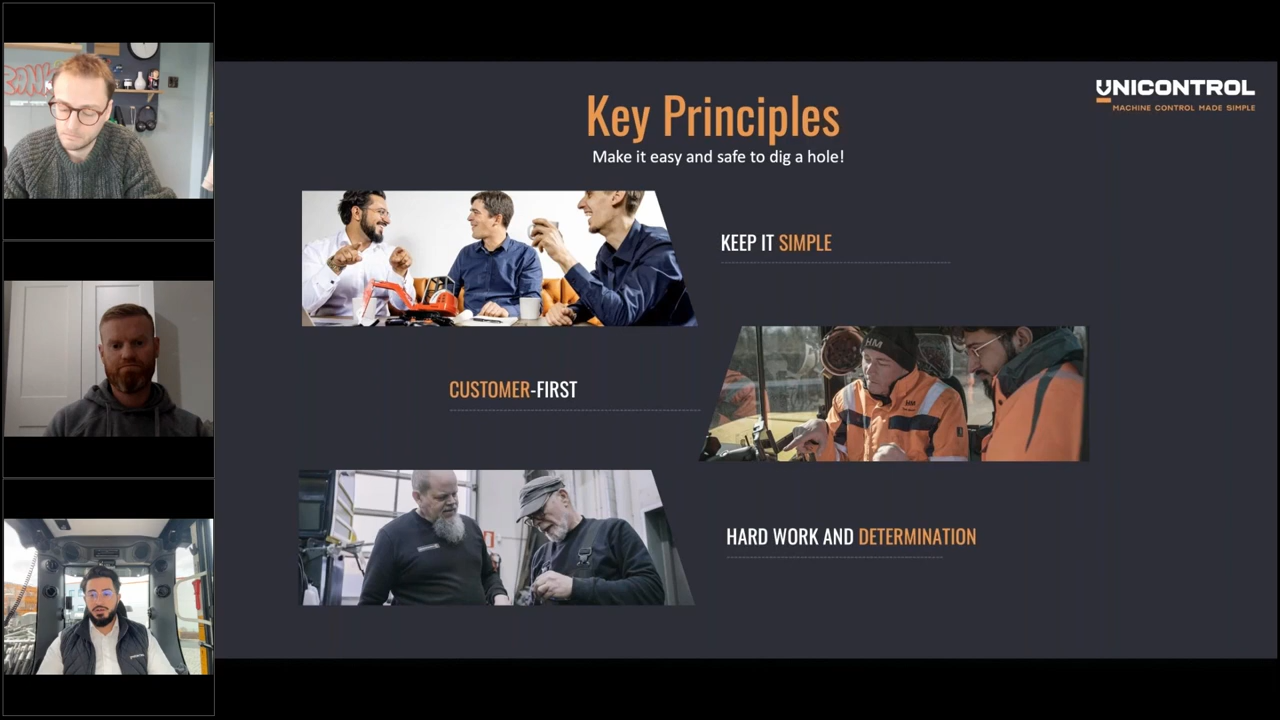 UNICONTROL
MACHINE CONTROL MADE SIMPLE
Key Principles
Make it easy and safe to dig a hole!
KEEP IT SIMPLE
HM
CUSTOMER-FIRST
HARD WORK AND DETERMINATION